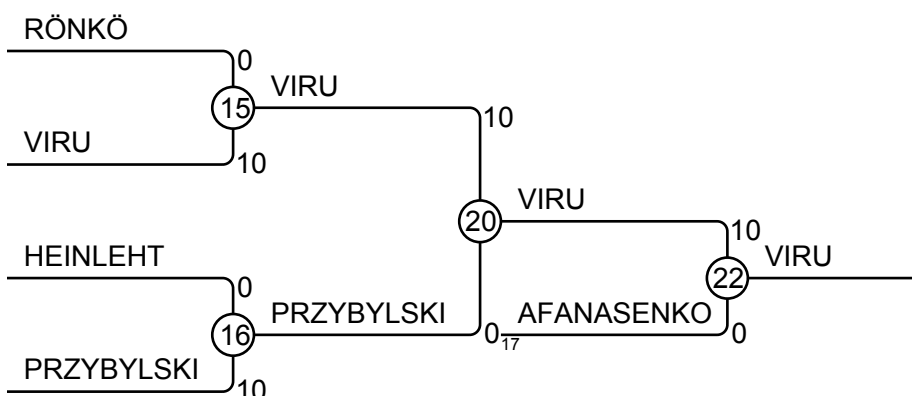 RÖNKÖ
0
15
VIRU
VIRU
10
10
20
VIRU
HEINLEHT
0
16
PRZYBYLSKI
0
17
AFANASENKO
10
22
VIRU
0
PRZYBYLSKI
10